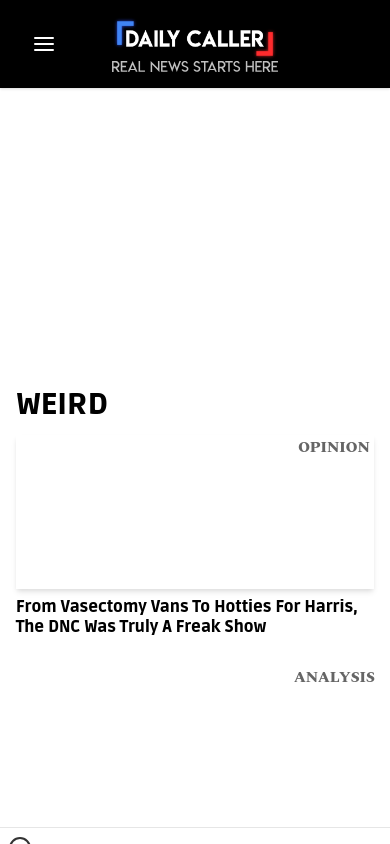 DAILY CALLER
REAL NEWS STARTS HERE
WEIRD
OPINION
From Vasectomy Vans To Hotties For Harris,
The DNC Was Truly A Freak Show
ANALYSIS